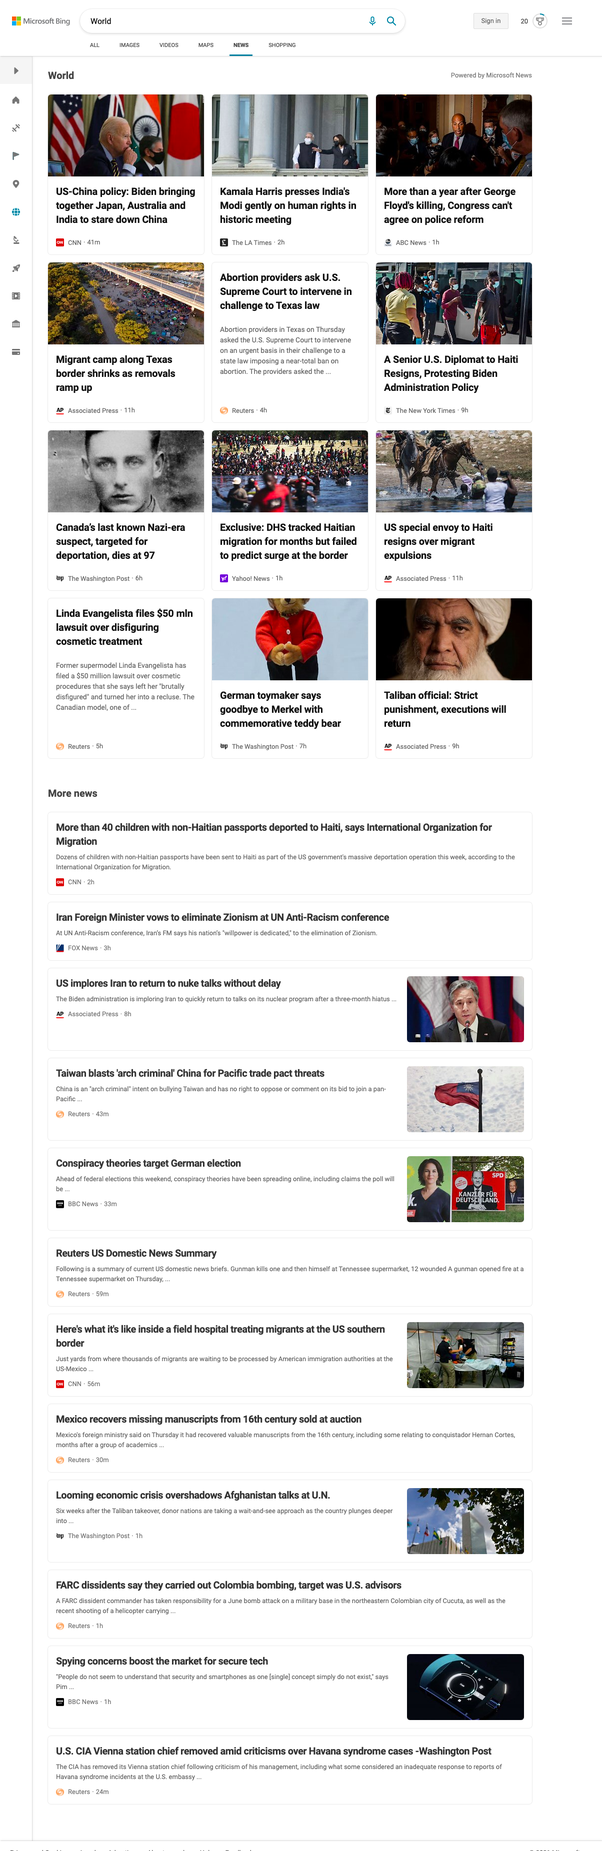 Microsoft Bing
World
Sign in
20
ALL IMAGES VIDEOS MAPS NEWS SHOPPING
World
Powered by Microsoft News
US-China policy: Biden bringing
together Japan, Australia and
India to stare down China
CNN · 41m
Kamala Harris presses India's
Modi gently on human rights in
historic meeting
The LA Times · 2h
More than a year after George
Floyd's killing, Congress can't
agree on police reform
ABC News · 1h
Migrant camp along Texas
border shrinks as removals
ramp up
AP Associated Press · 11h
Abortion providers ask U.S.
Supreme Court to intervene in
challenge to Texas law
Abortion providers in Texas on Thursday
asked the U.S. Supreme Court to intervene
on an urgent basis in their challenge to a
state law imposing a near-total ban on
abortion. The providers asked the ...
Reuters · 4h
A Senior U.S. Diplomat to Haiti
Resigns, Protesting Biden
Administration Policy
The New York Times · 9h
Canada's last known Nazi-era
suspect, targeted for
deportation, dies at 97
wp The Washington Post · 6h
Exclusive: DHS tracked Haitian
migration for months but failed
to predict surge at the border
Yahoo! News · 1h
US special envoy to Haiti
resigns over migrant
expulsions
AP Associated Press · 11h
Linda Evangelista files $50 mln
lawsuit over disfiguring
cosmetic treatment
Former supermodel Linda Evangelista has
filed a $50 million lawsuit over cosmetic
procedures that she says left her "brutally
disfigured" and turned her into a recluse. The
Canadian model, one of ...
Reuters · 5h
German toymaker says
goodbye to Merkel with
commemorative teddy bear
wp The Washington Post · 7h
Taliban official: Strict
punishment, executions will
return
AP Associated Press · 9h
More news
More than 40 children with non-Haitian passports deported to Haiti, says International Organization for
Migration
Dozens of children with non-Haitian passports have been sent to Haiti as part of the US government's massive deportation operation this week, according to the
International Organization for Migration.
CNN · 2h
Iran Foreign Minister vows to eliminate Zionism at UN Anti-Racism conference
At UN Anti-Racism conference, Iran's FM says his nation's "willpower is dedicated," to the elimination of Zionism.
FOX News · 3h
US implores Iran to return to nuke talks without delay
The Biden administration is imploring Iran to quickly return to talks on its nuclear program after a three-month hiatus ...
AP Associated Press · 8h
Taiwan blasts 'arch criminal' China for Pacific trade pact threats
China is an "arch criminal" intent on bullying Taiwan and has no right to oppose or comment on its bid to join a pan-
Pacific ...
Reuters · 43m
Conspiracy theories target German election
Ahead of federal elections this weekend, conspiracy theories have been spreading online, including claims the poll will
be ...
BBC News · 33m
SPD
KANZLER FÜR
DEUTSCHLAND.
Reuters US Domestic News Summary
Following is a summary of current US domestic news briefs. Gunman kills one and then himself at Tennessee supermarket, 12 wounded A gunman opened fire at a
Tennessee supermarket on Thursday, ...
Reuters · 59m
Here's what it's like inside a field hospital treating migrants at the US southern
border
Just yards from where thousands of migrants are waiting to be processed by American immigration authorities at the
US-Mexico ...
CNN · 56m
Mexico recovers missing manuscripts from 16th century sold at auction
Mexico's foreign ministry said on Thursday it had recovered valuable manuscripts from the 16th century, including some relating to conquistador Hernan Cortes,
months after a group of academics ...
Reuters · 30m
Looming economic crisis overshadows Afghanistan talks at U.N.
Six weeks after the Taliban takeover, donor nations are taking a wait-and-see approach as the country plunges deeper
into ...
wp The Washington Post · 1h
FARC dissidents say they carried out Colombia bombing, target was U.S. advisors
A FARC dissident commander has taken responsibility for a June bomb attack on a military base in the northeastern Colombian city of Cucuta, as well as the
recent shooting of a helicopter carrying ...
Reuters · 1h
Spying concerns boost the market for secure tech
"People do not seem to understand that security and smartphones as one [single] concept simply do not exist," says
Pim ...
BBC News · 1h
U.S. CIA Vienna station chief removed amid criticisms over Havana syndrome cases -Washington Post
The CIA has removed its Vienna station chief following criticism of his management, including what some considered an inadequate response to reports of
Havana syndrome incidents at the U.S. embassy ...
Reuters · 24m